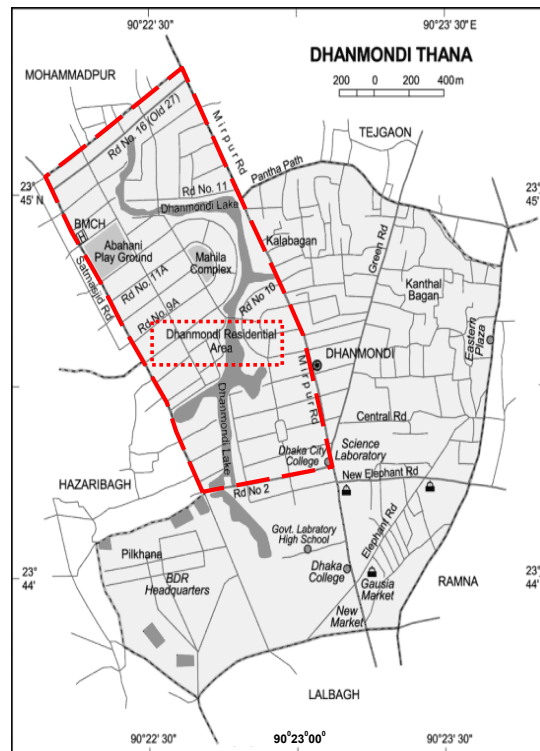 90°22' 30"
90°23' 30" E
DHANMONDI THANA
200 0 200 400m
MOHAMMADPUR
TEJGAON
Rd No. 16 (Old 27)
Mirpur Rd
Pantha Path
23°
45' N
23°
45'
Rd No. 11
Dhanmondi Lake
BMCH
Abahani
Play Ground
Mahila
Complex
Kalabagan
Green Rd
Satmasjid Rd
Rd No. 11A
Rd No. 9A
Rd No 10
Kanthal
Bagan
Eastern
Plaza
Dhanmondi Residential
Area
DHANMONDI
Mirpur Rd
Dhanmondi Lake
Central Rd
Dhaka City
College
Science
Laboratory
New Elephant Rd
HAZARIBAGH
Rd No 2
Elephant Rd
Govt. Labratory
High School
Pilkhana
BDR
Headquarters
Dhaka
College
Gausia
Market
New
Market
RAMNA
23°
44'
23°
44'
LALBAGH
90°22' 30"
90°23'00"
90°23' 30"